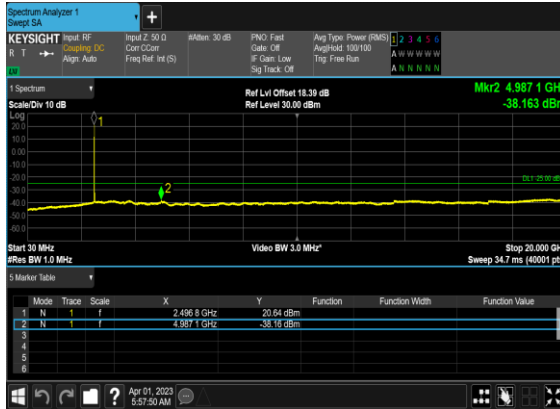 Spectrum Analyzer 1
Swept SA
+
KEYSIGHT
R T
LU
Input: RF
Coupling: DC
Align: Auto
Input Z: 50 Ω
Corr CCorr
Freq Ref: Int (S)
#Atten: 30 dB
PNO: Fast
Gate: Off
IF Gain: Low
Sig Track: Off
Avg Type: Power (RMS)
Avg|Hold: 100/100
Trig: Free Run
1 2 3 4 5 6
A W W W W W
A N N N N N
1 Spectrum
Scale/Div 10 dB
Ref Lvl Offset 18.39 dB
Ref Level 30.00 dBm
Mkr2 4.987 1 GH
-38.163 dBr
Log
20.0
10.0
0.00
-10.0
-20.0
-30.0
-40.0
-50.0
-60.0
1
2
DL1 -25.00 dB
Start 30 MHz
#Res BW 1.0 MHz
Video BW 3.0 MHz*
Stop 20.000 GH
Sweep 34.7 ms (40001 pt
5 Marker Table
Mode Trace Scale X Y Function Function Width Function Value
1 N 1 f 2.496 8 GHz 20.64 dBm
2 N 1 f 4.987 1 GHz -38.16 dBm
3
4
5
6
?
Apr 01, 2023
5:57:50 AM